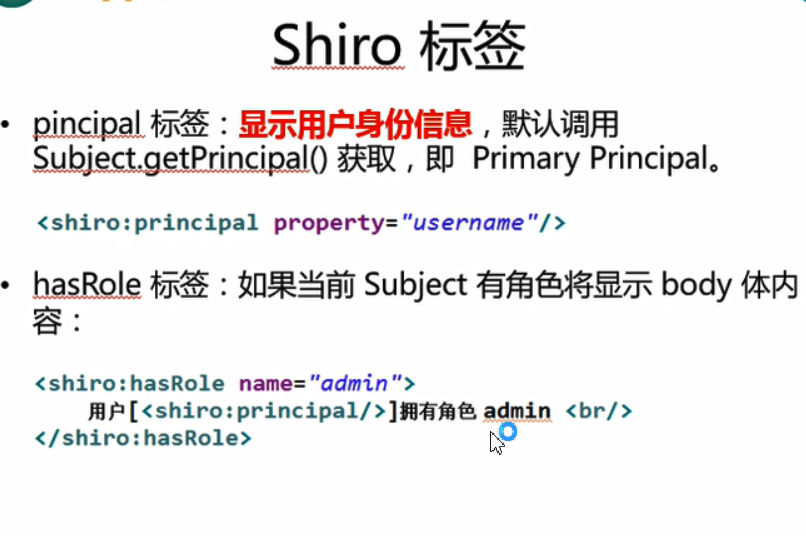 Shiro 标签
• pincipal 标签：显示用户身份信息，默认调用
Subject.getPrincipal() 获取，即 Primary Principal。
<shiro:principal property="username"/>
• hasRole 标签：如果当前 Subject 有角色将显示 body 体内
容：
<shiro:hasRole name="admin">
用户[<shiro:principal/>]拥有角色 admin <br/>
</shiro:hasRole>